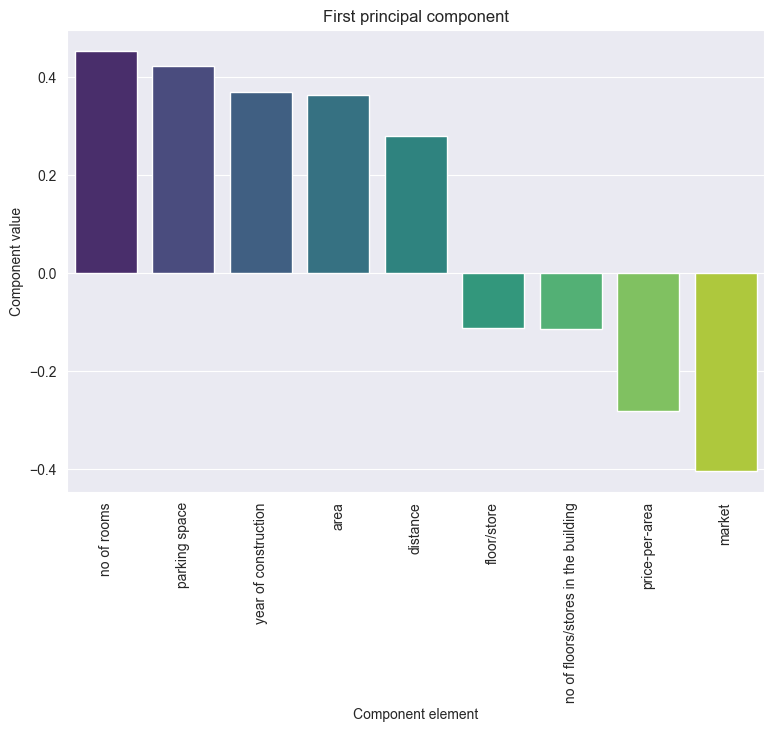 First principal component
Component value
0.4
0.2
0.0
−0.2
−0.4
no of rooms
parking space
year of construction
area
distance
floor/store
no of floors/stores in the building
price-per-area
market
Component element